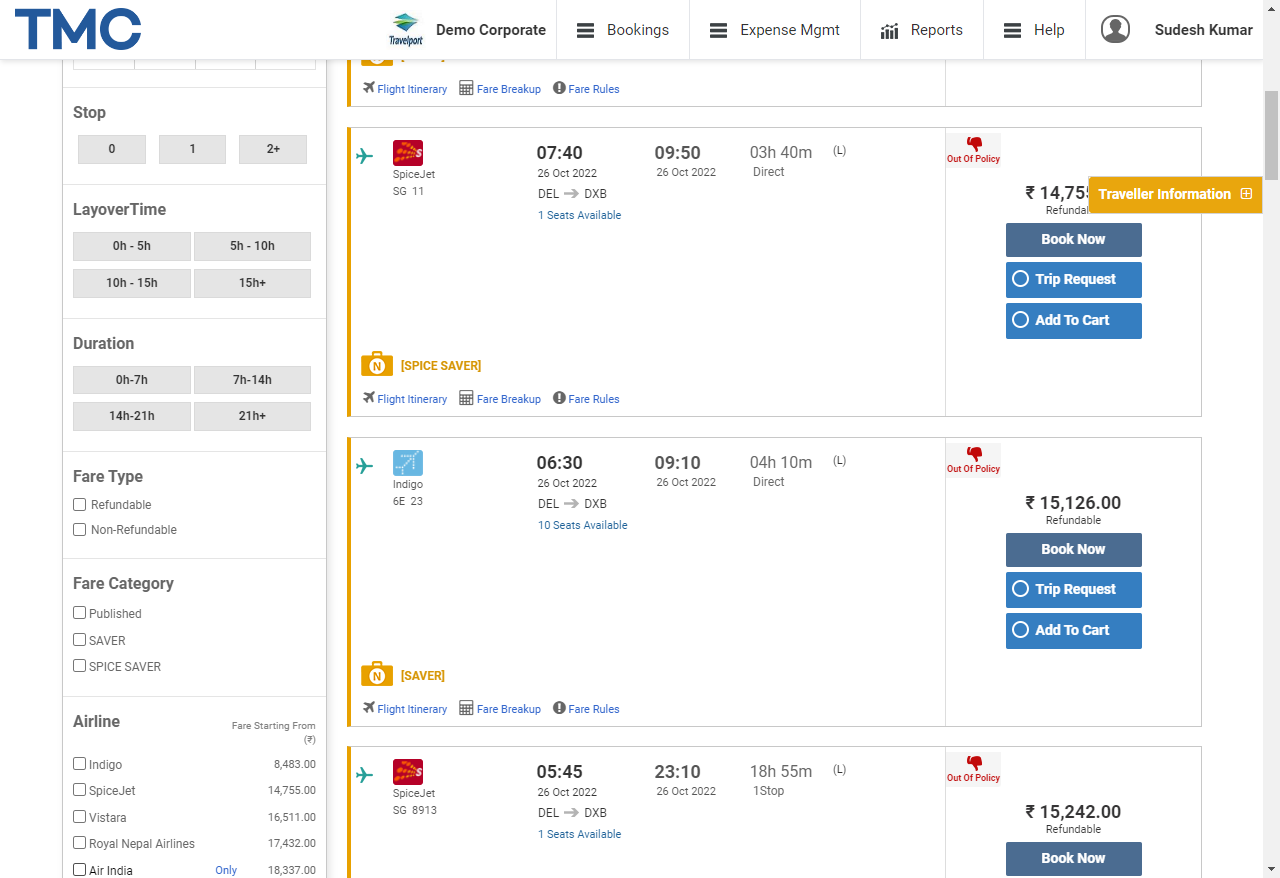 TMC
Travelport
Demo Corporate
Bookings
Expense Mgmt
Reports
Help
Sudesh Kumar
Stop
0
1
2+
LayoverTime
0h - 5h
5h - 10h
10h - 15h
15h+
Duration
0h-7h
7h-14h
14h-21h
21h+
Fare Type
Refundable
Non-Refundable
Fare Category
Published
SAVER
SPICE SAVER
Airline
Fare Starting From
(₹)
Indigo 8,483.00
SpiceJet 14,755.00
Vistara 16,511.00
Royal Nepal Airlines 17,432.00
Air India Only 18,337.00
Flight Itinerary Fare Breakup Fare Rules
07:40 09:50 03h 40m (L)
SpiceJet 26 Oct 2022 26 Oct 2022 Direct
SG 11 DEL DXB
1 Seats Available
Out Of Policy
₹ 14,755
Traveller Information
Book Now
Trip Request
Add To Cart
N [SPICE SAVER]
Flight Itinerary Fare Breakup Fare Rules
06:30 09:10 04h 10m (L)
Indigo 26 Oct 2022 26 Oct 2022 Direct
6E 23 DEL DXB
10 Seats Available
Out Of Policy
₹ 15,126.00
Refundable
Book Now
Trip Request
Add To Cart
N [SAVER]
Flight Itinerary Fare Breakup Fare Rules
05:45 23:10 18h 55m (L)
SpiceJet 26 Oct 2022 26 Oct 2022 1Stop
SG 8913 DEL DXB
1 Seats Available
Out Of Policy
₹ 15,242.00
Refundable
Book Now